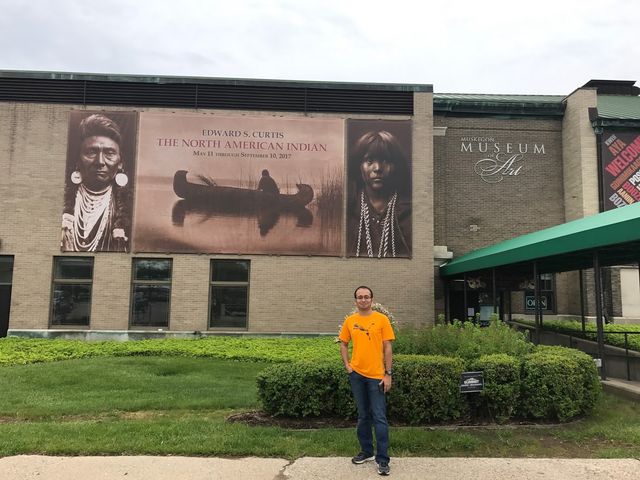 EDWARD S. CURTIS
THE NORTH AMERICAN INDIAN
MAY 11 THROUGH SEPTEMBER 10, 2017
MUSKEGON
MUSEUM
of
Art
OPEN